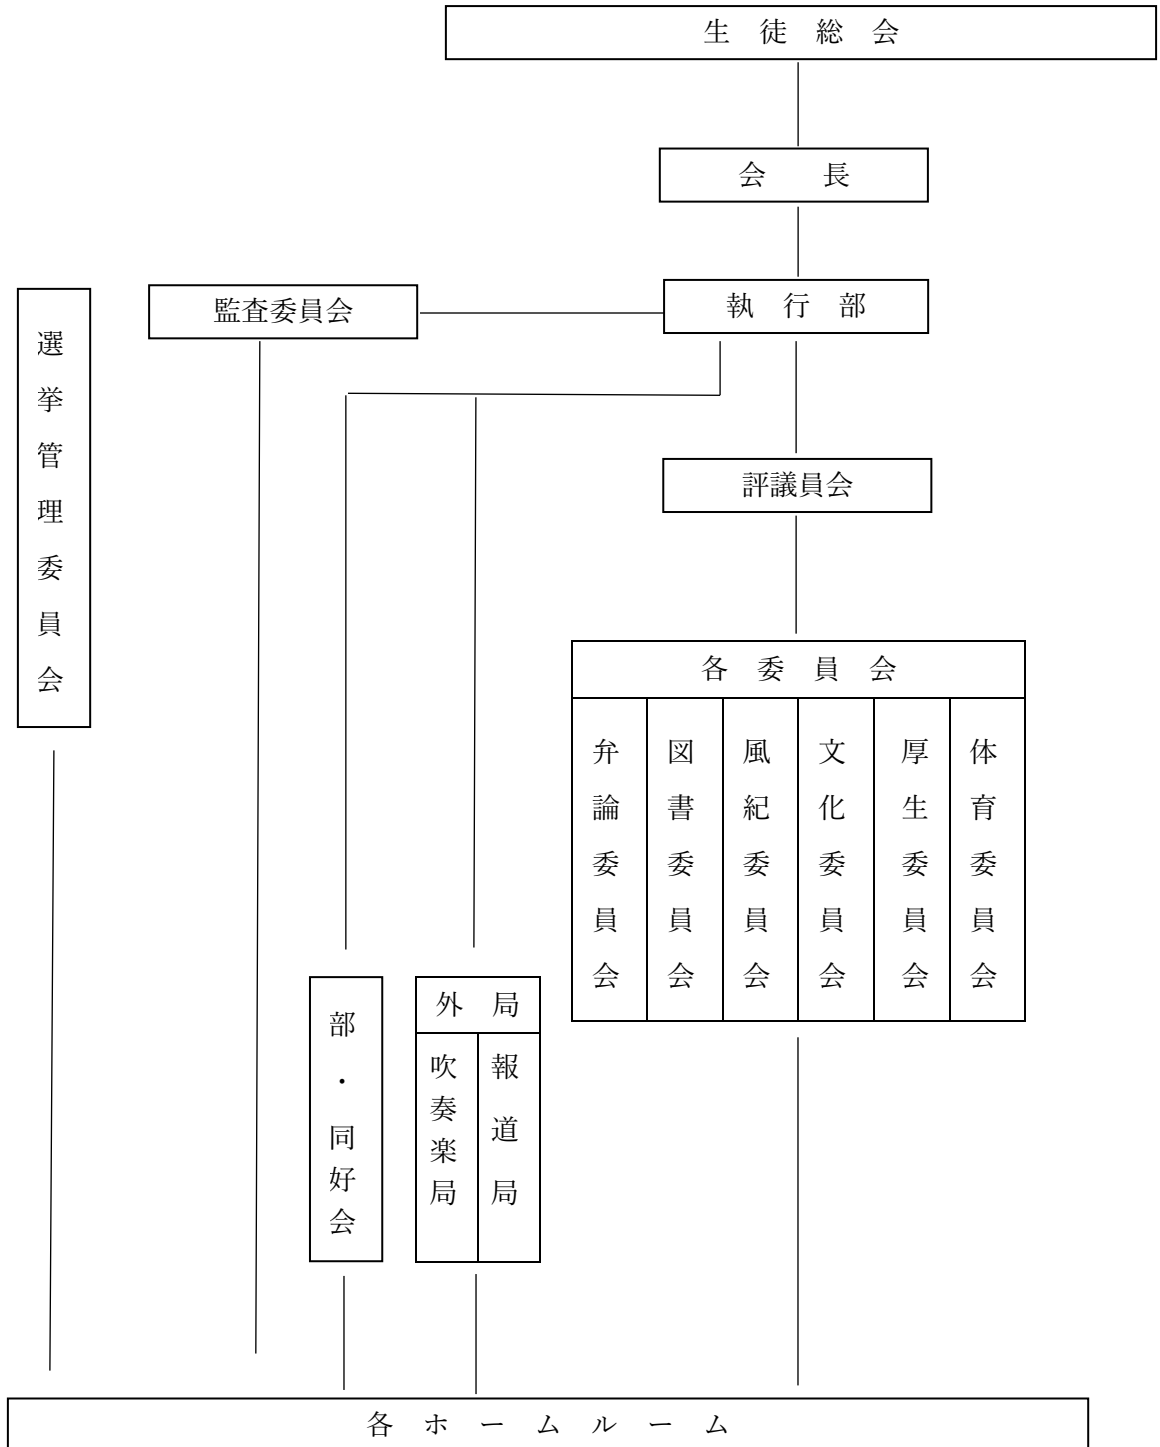 生徒総会
会長
監査委員会
執行部
選挙管理委員会
評議員会
各委員会
弁論委員会
図書委員会
風紀委員会
文化委員会
厚生委員会
体育委員会
部・同好会
外局
吹奏楽局
報道局
各ホームルーム